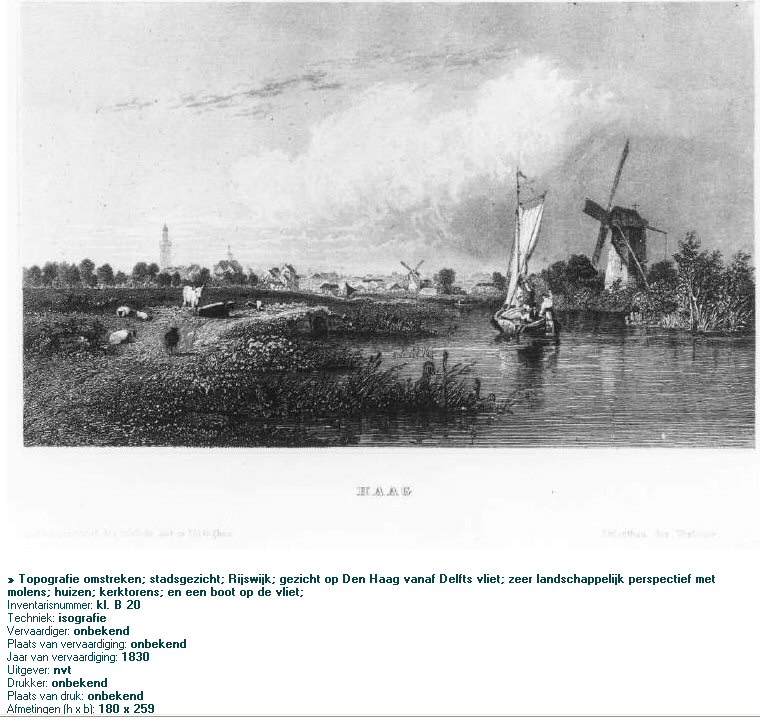 HAAG
» Topografie omstreken; stadsgezicht; Rijswijk; gezicht op Den Haag vanaf Delfts vliet; zeer landschappelijk perspectief met
molens; huizen; kerktorens; en een boot op de vliet;
Inventarisnummer: kl. B 20
Techniek: isografie
Vervaardiger: onbekend
Plaats van vervaardiging: onbekend
Jaar van vervaardiging: 1830
Uitgever: nvt
Drukker: onbekend
Plaats van druk: onbekend
Afmetingen (h x b): 180 x 259